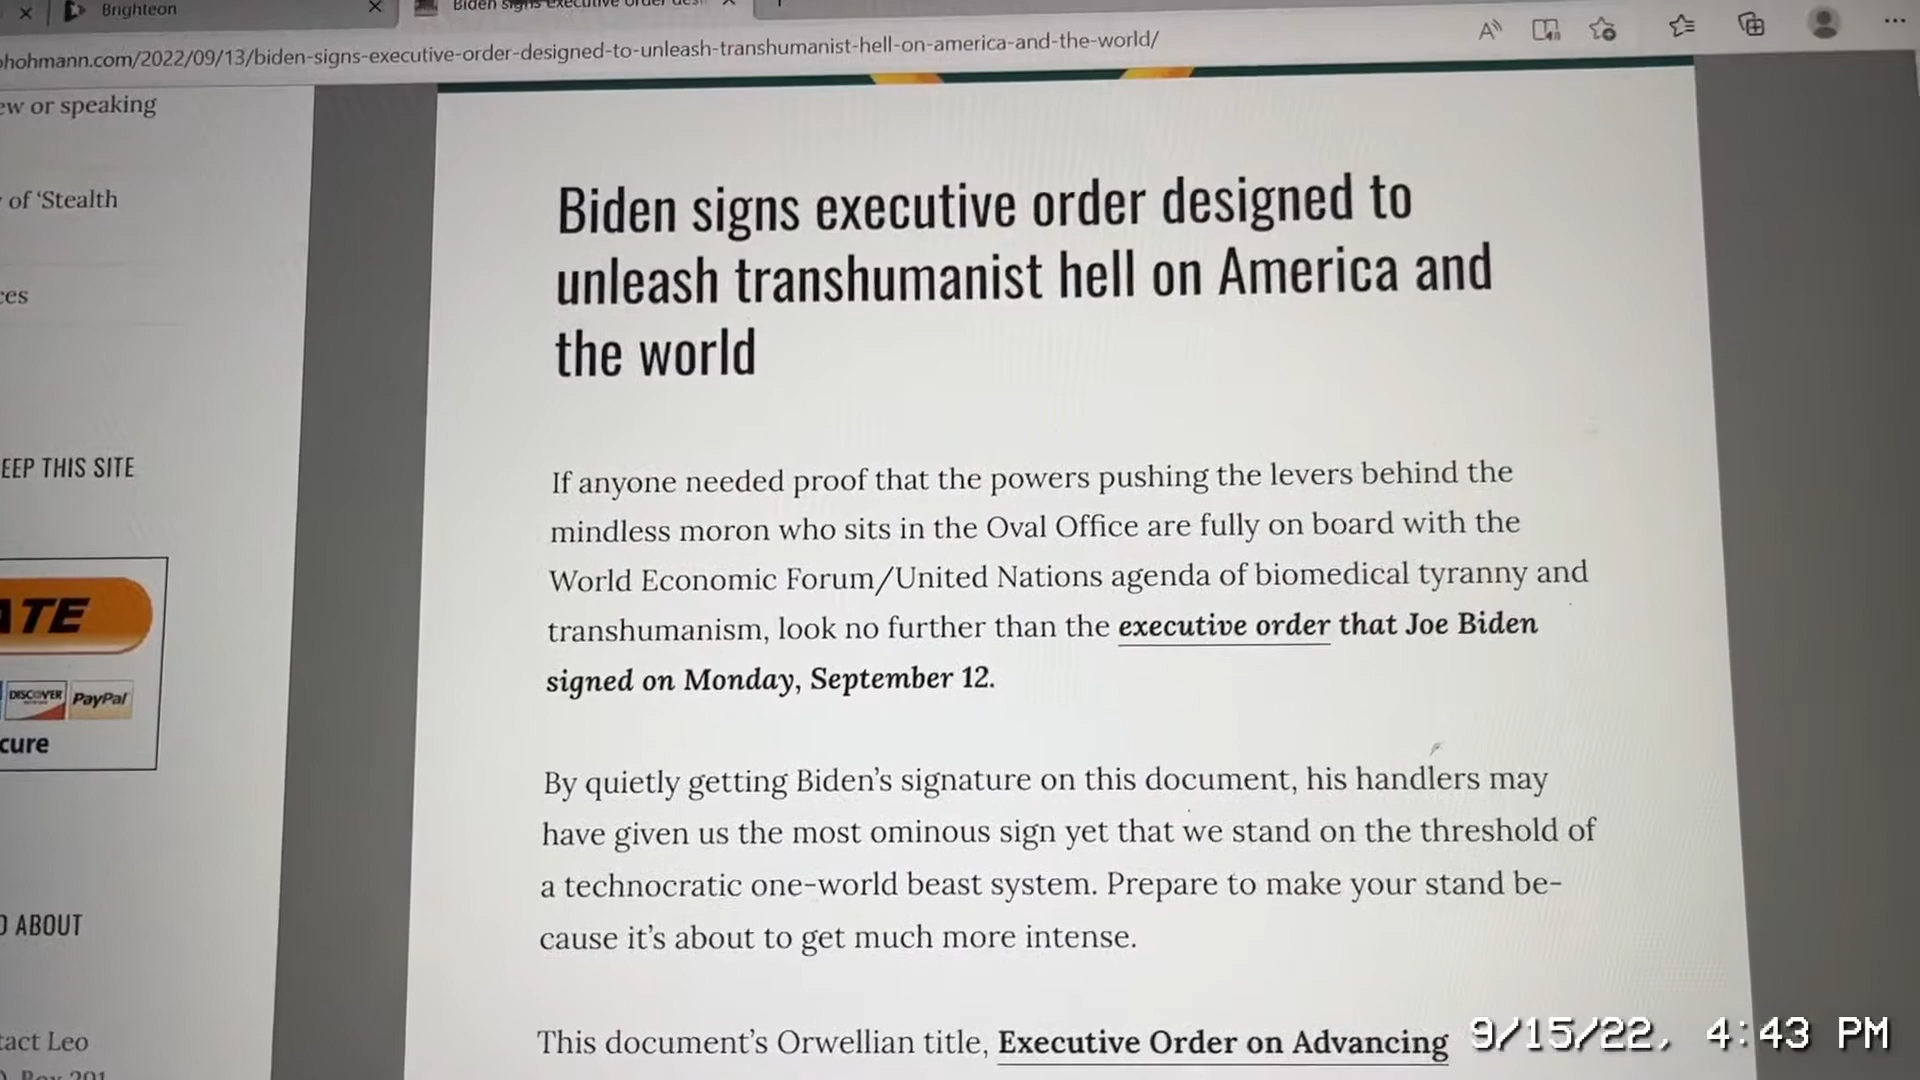 Brighteon
Biden signs executive order des
hohmann.com/2022/09/13/biden-signs-executive-order-designed-to-unleash-transhumanist-hell-on-america-and-the-world/
ew or speaking
of ‘Stealth
ces
EEP THIS SITE
ATE
DISCOVER
PayPal
cure
O ABOUT
tact Leo
Box 201
Biden signs executive order designed to
unleash transhumanist hell on America and
the world
If anyone needed proof that the powers pushing the levers behind the
mindless moron who sits in the Oval Office are fully on board with the
World Economic Forum/United Nations agenda of biomedical tyranny and
transhumanism, look no further than the executive order that Joe Biden
signed on Monday, September 12.
By quietly getting Biden’s signature on this document, his handlers may
have given us the most ominous sign yet that we stand on the threshold of
a technocratic one-world beast system. Prepare to make your stand be-
cause it’s about to get much more intense.
This document’s Orwellian title, Executive Order on Advancing
9/15/22, 4:43 PM